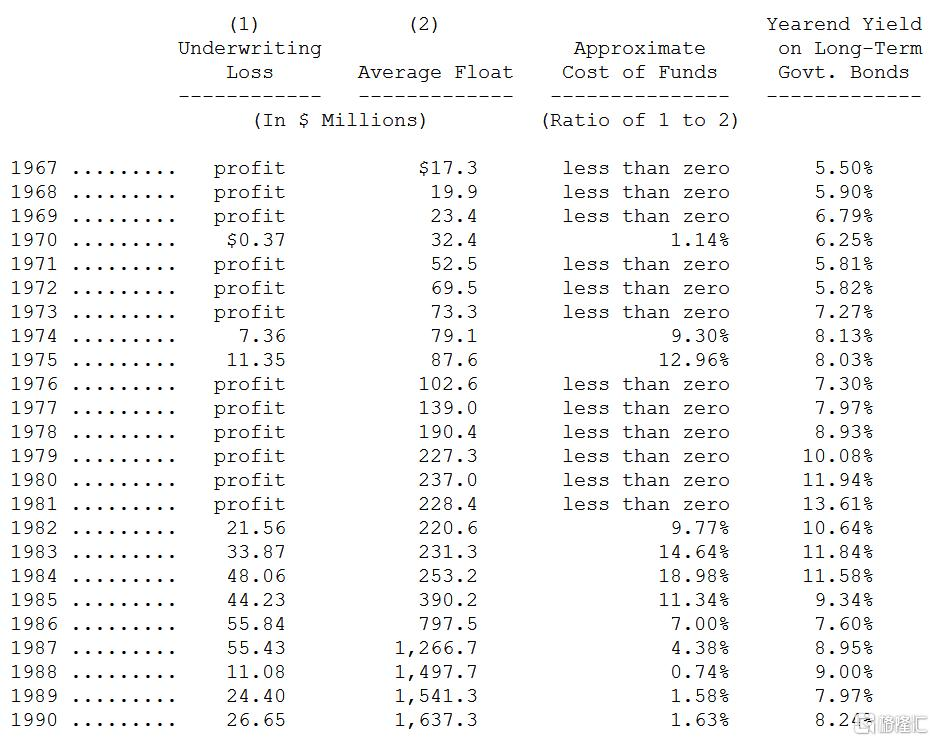 (1) (2) Yearend Yield
Underwriting Approximate on Long-Term
Loss Average Float Cost of Funds Govt. Bonds
------------ ------------- --------------- -------------
(In $ Millions) (Ratio of 1 to 2)
1967 ......... profit $17.3 less than zero 5.50%
1968 ......... profit 19.9 less than zero 5.90%
1969 ......... profit 23.4 less than zero 6.79%
1970 ......... $0.37 32.4 1.14% 6.25%
1971 ......... profit 52.5 less than zero 5.81%
1972 ......... profit 69.5 less than zero 5.82%
1973 ......... profit 73.3 less than zero 7.27%
1974 ......... 7.36 79.1 9.30% 8.13%
1975 ......... 11.35 87.6 12.96% 8.03%
1976 ......... profit 102.6 less than zero 7.30%
1977 ......... profit 139.0 less than zero 7.97%
1978 ......... profit 190.4 less than zero 8.93%
1979 ......... profit 227.3 less than zero 10.08%
1980 ......... profit 237.0 less than zero 11.94%
1981 ......... profit 228.4 less than zero 13.61%
1982 ......... 21.56 220.6 9.77% 10.64%
1983 ......... 33.87 231.3 14.64% 11.84%
1984 ......... 48.06 253.2 18.98% 11.58%
1985 ......... 44.23 390.2 11.34% 9.34%
1986 ......... 55.84 797.5 7.00% 7.60%
1987 ......... 55.43 1,266.7 4.38% 8.95%
1988 ......... 11.08 1,497.7 0.74% 9.00%
1989 ......... 24.40 1,541.3 1.58% 7.97%
1990 ......... 26.65 1,637.3 1.63% 8.24%
格隆汇